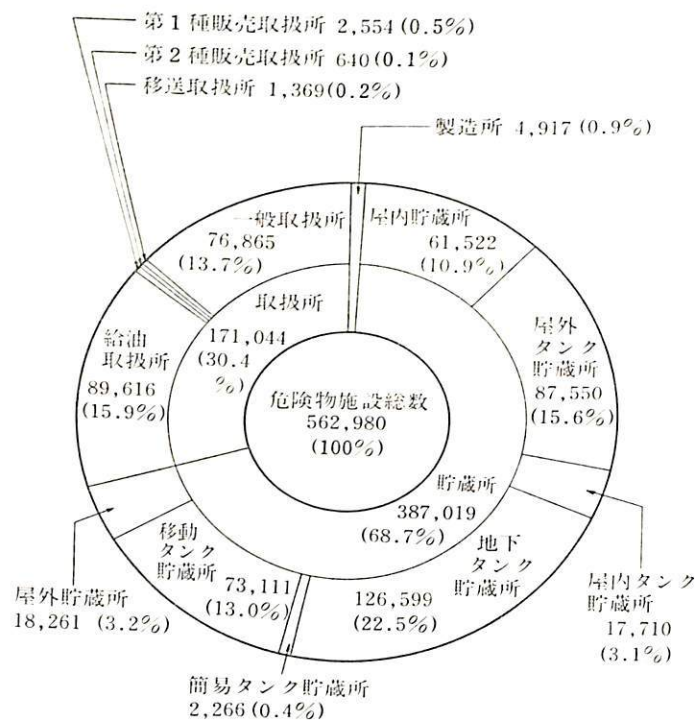 第1種販売取扱所 2,554(0.5%)
第2種販売取扱所 640(0.1%)
移送取扱所 1,369(0.2%)
製造所 4,917(0.9%)
一般取扱所
76,865
(13.7%)
屋内貯蔵所
61,522
(10.9%)
取扱所
171,044
(30.4
%)
給油
取扱所
89,616
(15.9%)
屋外
タンク
貯蔵所
87,550
(15.6%)
危険物施設総数
562,980
(100%)
貯蔵所
387,019
(68.7%)
移動
タンク
貯蔵所
73,111
(13.0%)
地下
タンク
貯蔵所
126,599
(22.5%)
屋外貯蔵所
18,261 (3.2%)
屋内タンク
貯蔵所
17,710
(3.1%)
簡易タンク貯蔵所
2,266(0.4%)